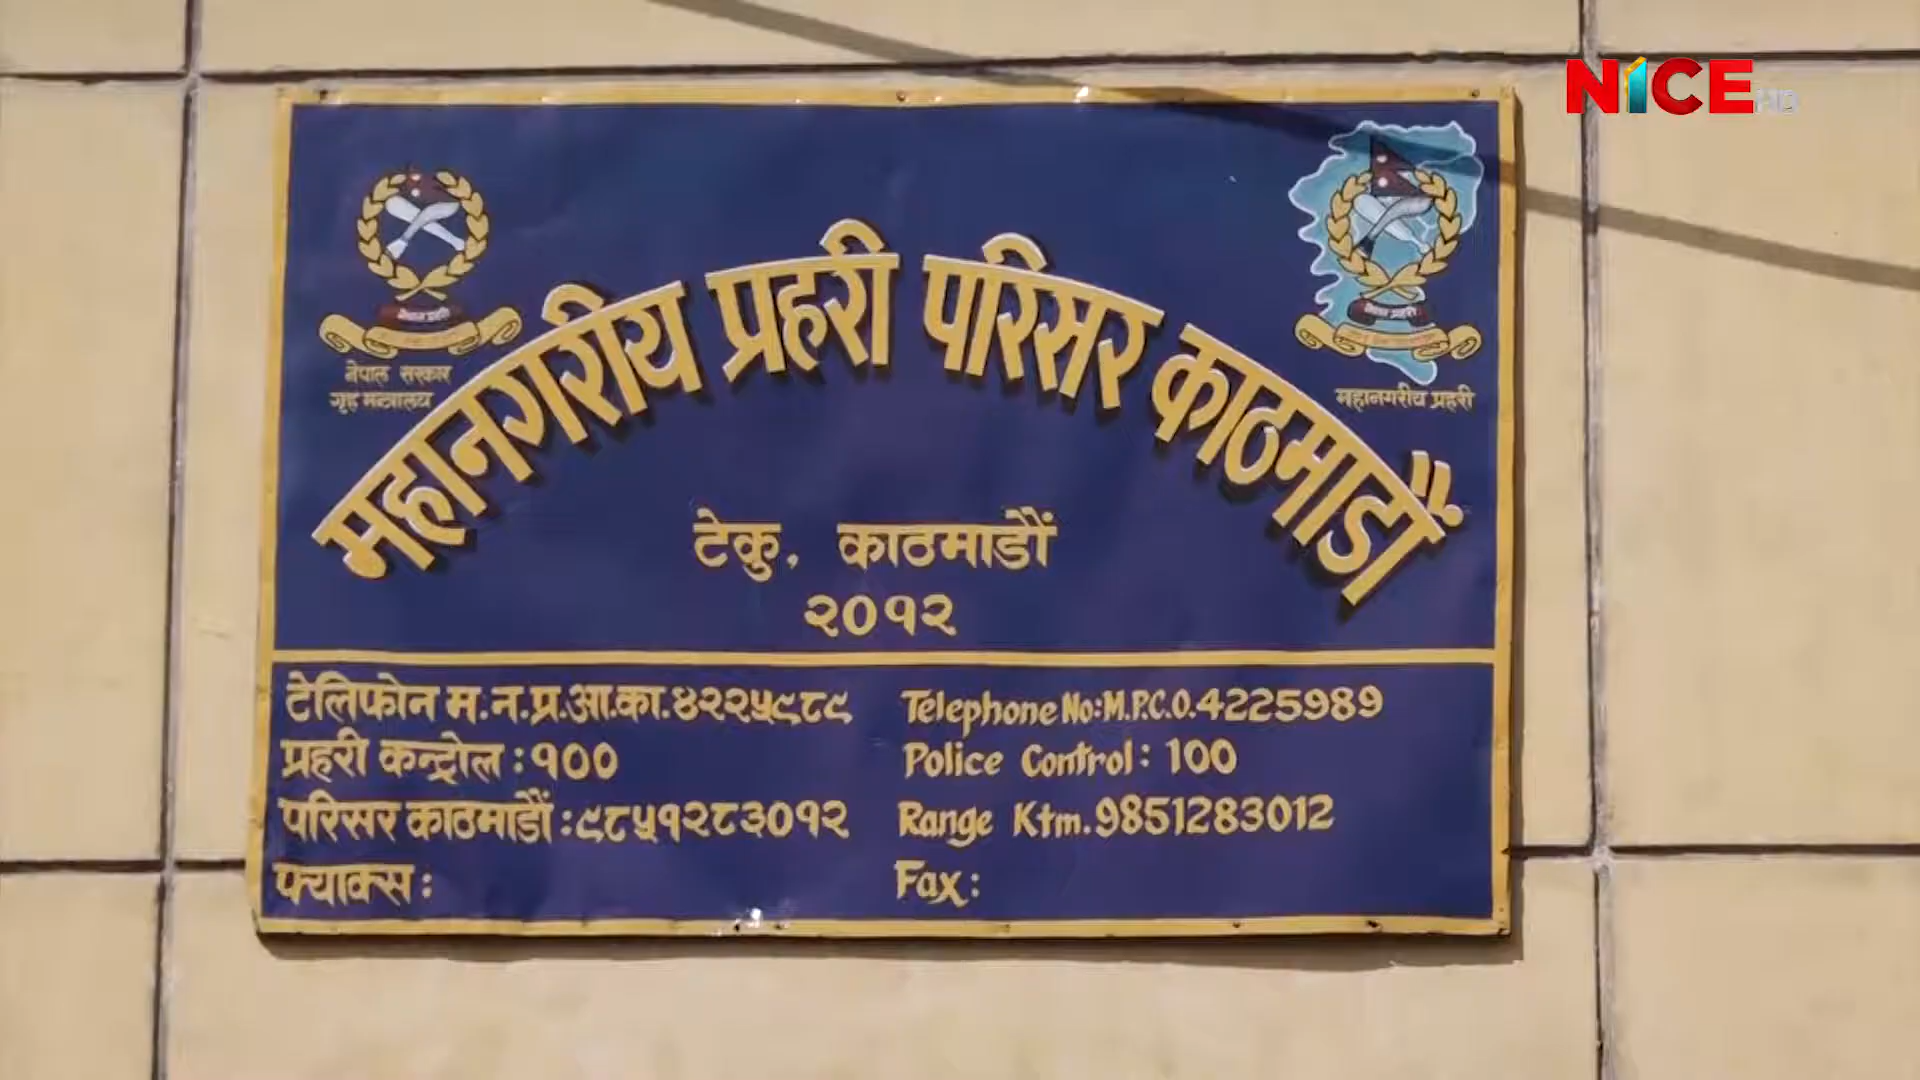 NICE HD
नेपाल सरकार
गृह मन्त्रालय
नेपाल प्रहरी
महानगरीय प्रहरी
महानगरीय प्रहरी परिसर काठमाडौं
टेकु, काठमाडौं
२०१२
टेलिफोन म.न.प्र.आ.का.४२२५९८९
Telephone No:M.P.C.O.4225989
प्रहरी कन्ट्रोल : १००
Police Control: 100
परिसर काठमाडौं :९८५१२८३०१२
Range Ktm.9851283012
फ्याक्स :
Fax: